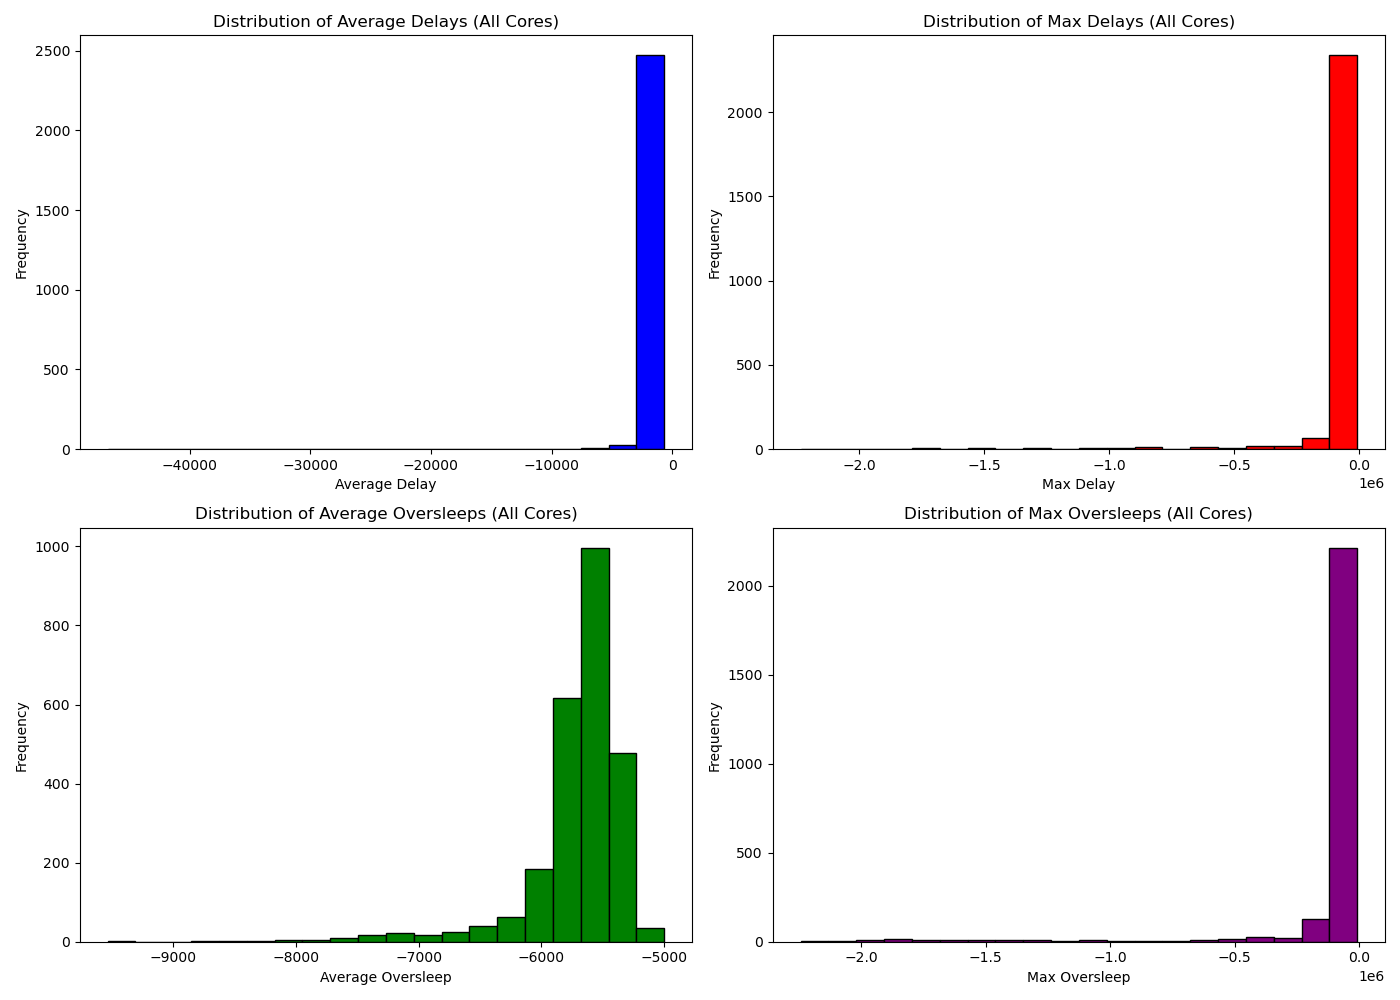 Distribution of Average Delays (All Cores)
Frequency
2500
2000
1500
1000
500
0
−40000 −30000 −20000 −10000 0
Average Delay
Distribution of Max Delays (All Cores)
Frequency
2000
1500
1000
500
0
−2.0 −1.5 −1.0 −0.5 0.0
1e6
Max Delay
Distribution of Average Oversleeps (All Cores)
Frequency
1000
800
600
400
200
0
−9000 −8000 −7000 −6000 −5000
Average Oversleep
Distribution of Max Oversleeps (All Cores)
Frequency
2000
1500
1000
500
0
−2.0 −1.5 −1.0 −0.5 0.0
1e6
Max Oversleep